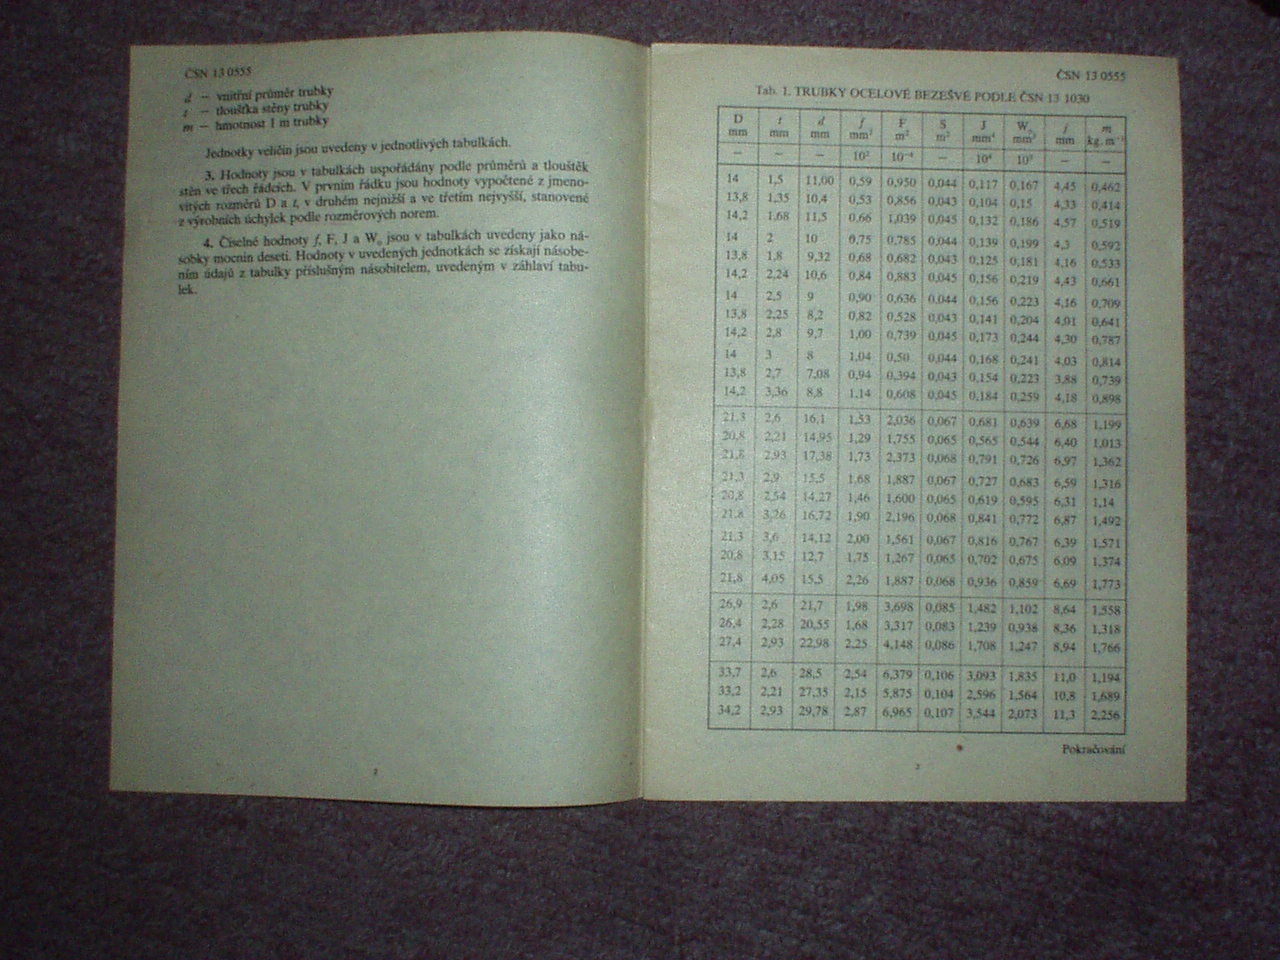 ČSN 13 0555
d — vnitřní průměr trubky
t — tloušťka stěny trubky
m — hmotnost 1 m trubky
Jednotky veličin jsou uvedeny v jednotlivých tabulkách.
3. Hodnoty jsou v tabulkách uspořádány podle průměrů a tlouštěk
stěn ve třech řádcích. V prvním řádku jsou hodnoty vypočtené z jmeno-
vitých rozměrů D a t, v druhém nejnižší a ve třetím nejvyšší, stanovené
z výrobních úchylek podle rozměrových norem.
4. Číselné hodnoty f, F, J a Wo jsou v tabulkách uvedeny jako ná-
sobky mocnin deseti. Hodnoty v uvedených jednotkách se získají násobe-
ním údajů z tabulky příslušným násobitelem, uvedeným v záhlaví tabu-
lek.
2
ČSN 13 0555
Tab. 1. TRUBKY OCELOVÉ BEZEŠVÉ PODLE ČSN 13 1030
D t d f F S J Wo i m
mm mm mm mm² m² m² mm⁴ mm³ mm kg.m⁻¹
— — — 10² 10⁻⁴ — 10⁴ 10³ — —
14 1,5 11,00 0,59 0,950 0,044 0,117 0,167 4,45 0,462
13,8 1,35 10,4 0,53 0,856 0,043 0,104 0,15 4,33 0,414
14,2 1,68 11,5 0,66 1,039 0,045 0,132 0,186 4,57 0,519
14 2 10 0,75 0,785 0,044 0,139 0,199 4,3 0,592
13,8 1,8 9,32 0,68 0,682 0,043 0,125 0,181 4,16 0,533
14,2 2,24 10,6 0,84 0,883 0,045 0,156 0,219 4,43 0,661
14 2,5 9 0,90 0,636 0,044 0,156 0,223 4,16 0,709
13,8 2,25 8,2 0,82 0,528 0,043 0,141 0,204 4,01 0,641
14,2 2,8 9,7 1,00 0,739 0,045 0,173 0,244 4,30 0,787
14 3 8 1,04 0,50 0,044 0,168 0,241 4,03 0,814
13,8 2,7 7,08 0,94 0,394 0,043 0,154 0,223 3,88 0,739
14,2 3,36 8,8 1,14 0,608 0,045 0,184 0,259 4,18 0,898
21,3 2,6 16,1 1,53 2,036 0,067 0,681 0,639 6,68 1,199
20,8 2,21 14,95 1,29 1,755 0,065 0,565 0,544 6,40 1,013
21,8 2,93 17,38 1,73 2,373 0,068 0,791 0,726 6,97 1,362
21,3 2,9 15,5 1,68 1,887 0,067 0,727 0,683 6,59 1,316
20,8 2,54 14,27 1,46 1,600 0,065 0,619 0,595 6,31 1,14
21,8 3,26 16,72 1,90 2,196 0,068 0,841 0,772 6,87 1,492
21,3 3,6 14,12 2,00 1,561 0,067 0,816 0,767 6,39 1,571
20,8 3,15 12,7 1,75 1,267 0,065 0,702 0,675 6,09 1,374
21,8 4,05 15,5 2,26 1,887 0,068 0,936 0,859 6,69 1,773
26,9 2,6 21,7 1,98 3,698 0,085 1,482 1,102 8,64 1,558
26,4 2,28 20,55 1,68 3,317 0,083 1,239 0,938 8,36 1,318
27,4 2,93 22,98 2,25 4,148 0,086 1,708 1,247 8,94 1,766
33,7 2,6 28,5 2,54 6,379 0,106 3,093 1,835 11,0 1,194
33,2 2,21 27,35 2,15 5,875 0,104 2,596 1,564 10,8 1,689
34,2 2,93 29,78 2,87 6,965 0,107 3,544 2,073 11,3 2,256
Pokračování